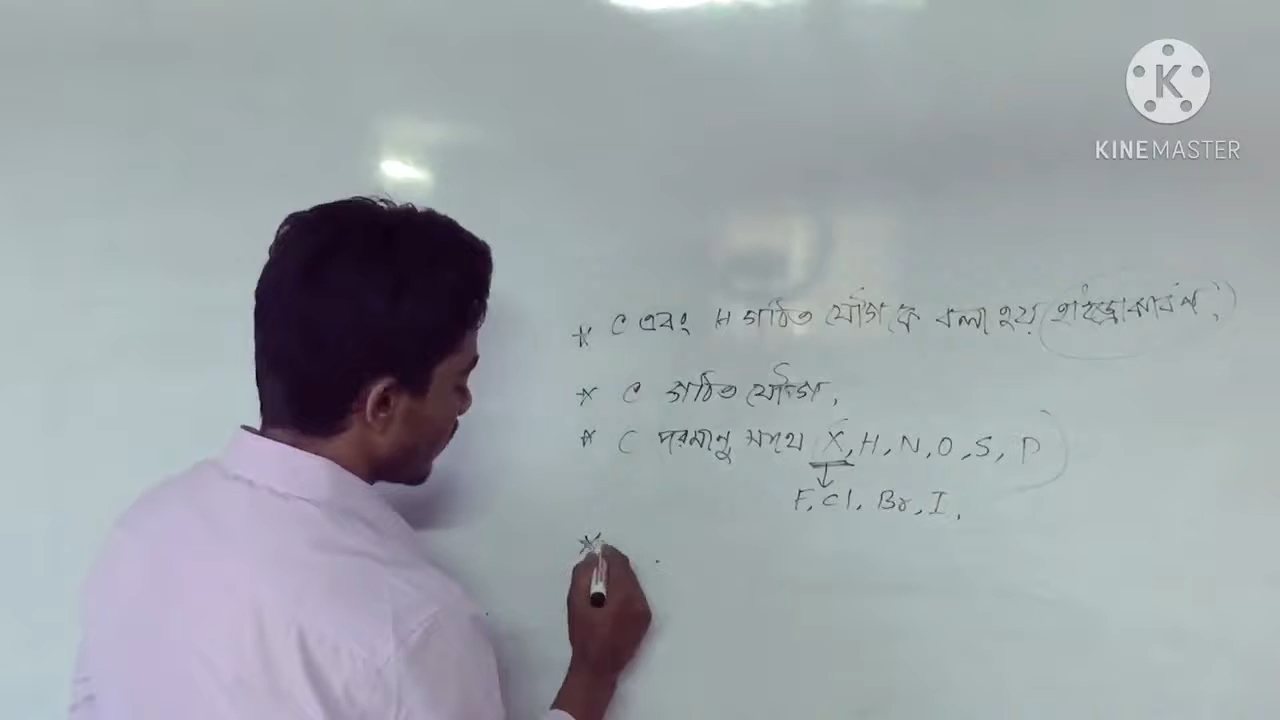 KINEMASTER
* C এবং H গঠিত যৌগকে বলা হয় (হাইড্রোকার্বন,)
* C গঠিত যৌগ,
* C পরমানু সাথে X, H, N, O, S, P)
F, Cl, Br, I,
*